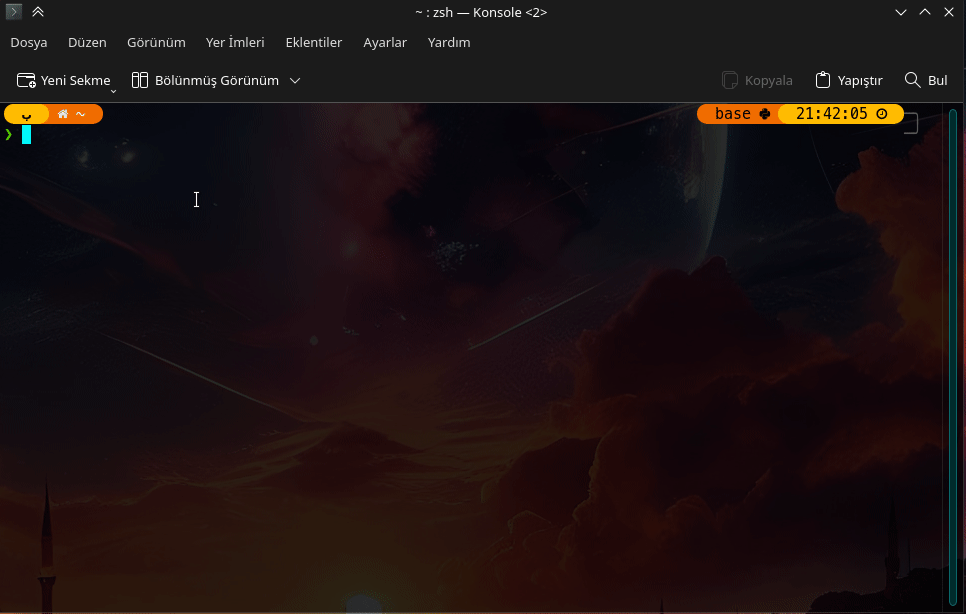 ~ : zsh — Konsole <2>
Dosya Düzen Görünüm Yer İmleri Eklentiler Ayarlar Yardım
Yeni Sekme Bölünmüş Görünüm Kopyala Yapıştır Bul
~ base 21:42:05
❯